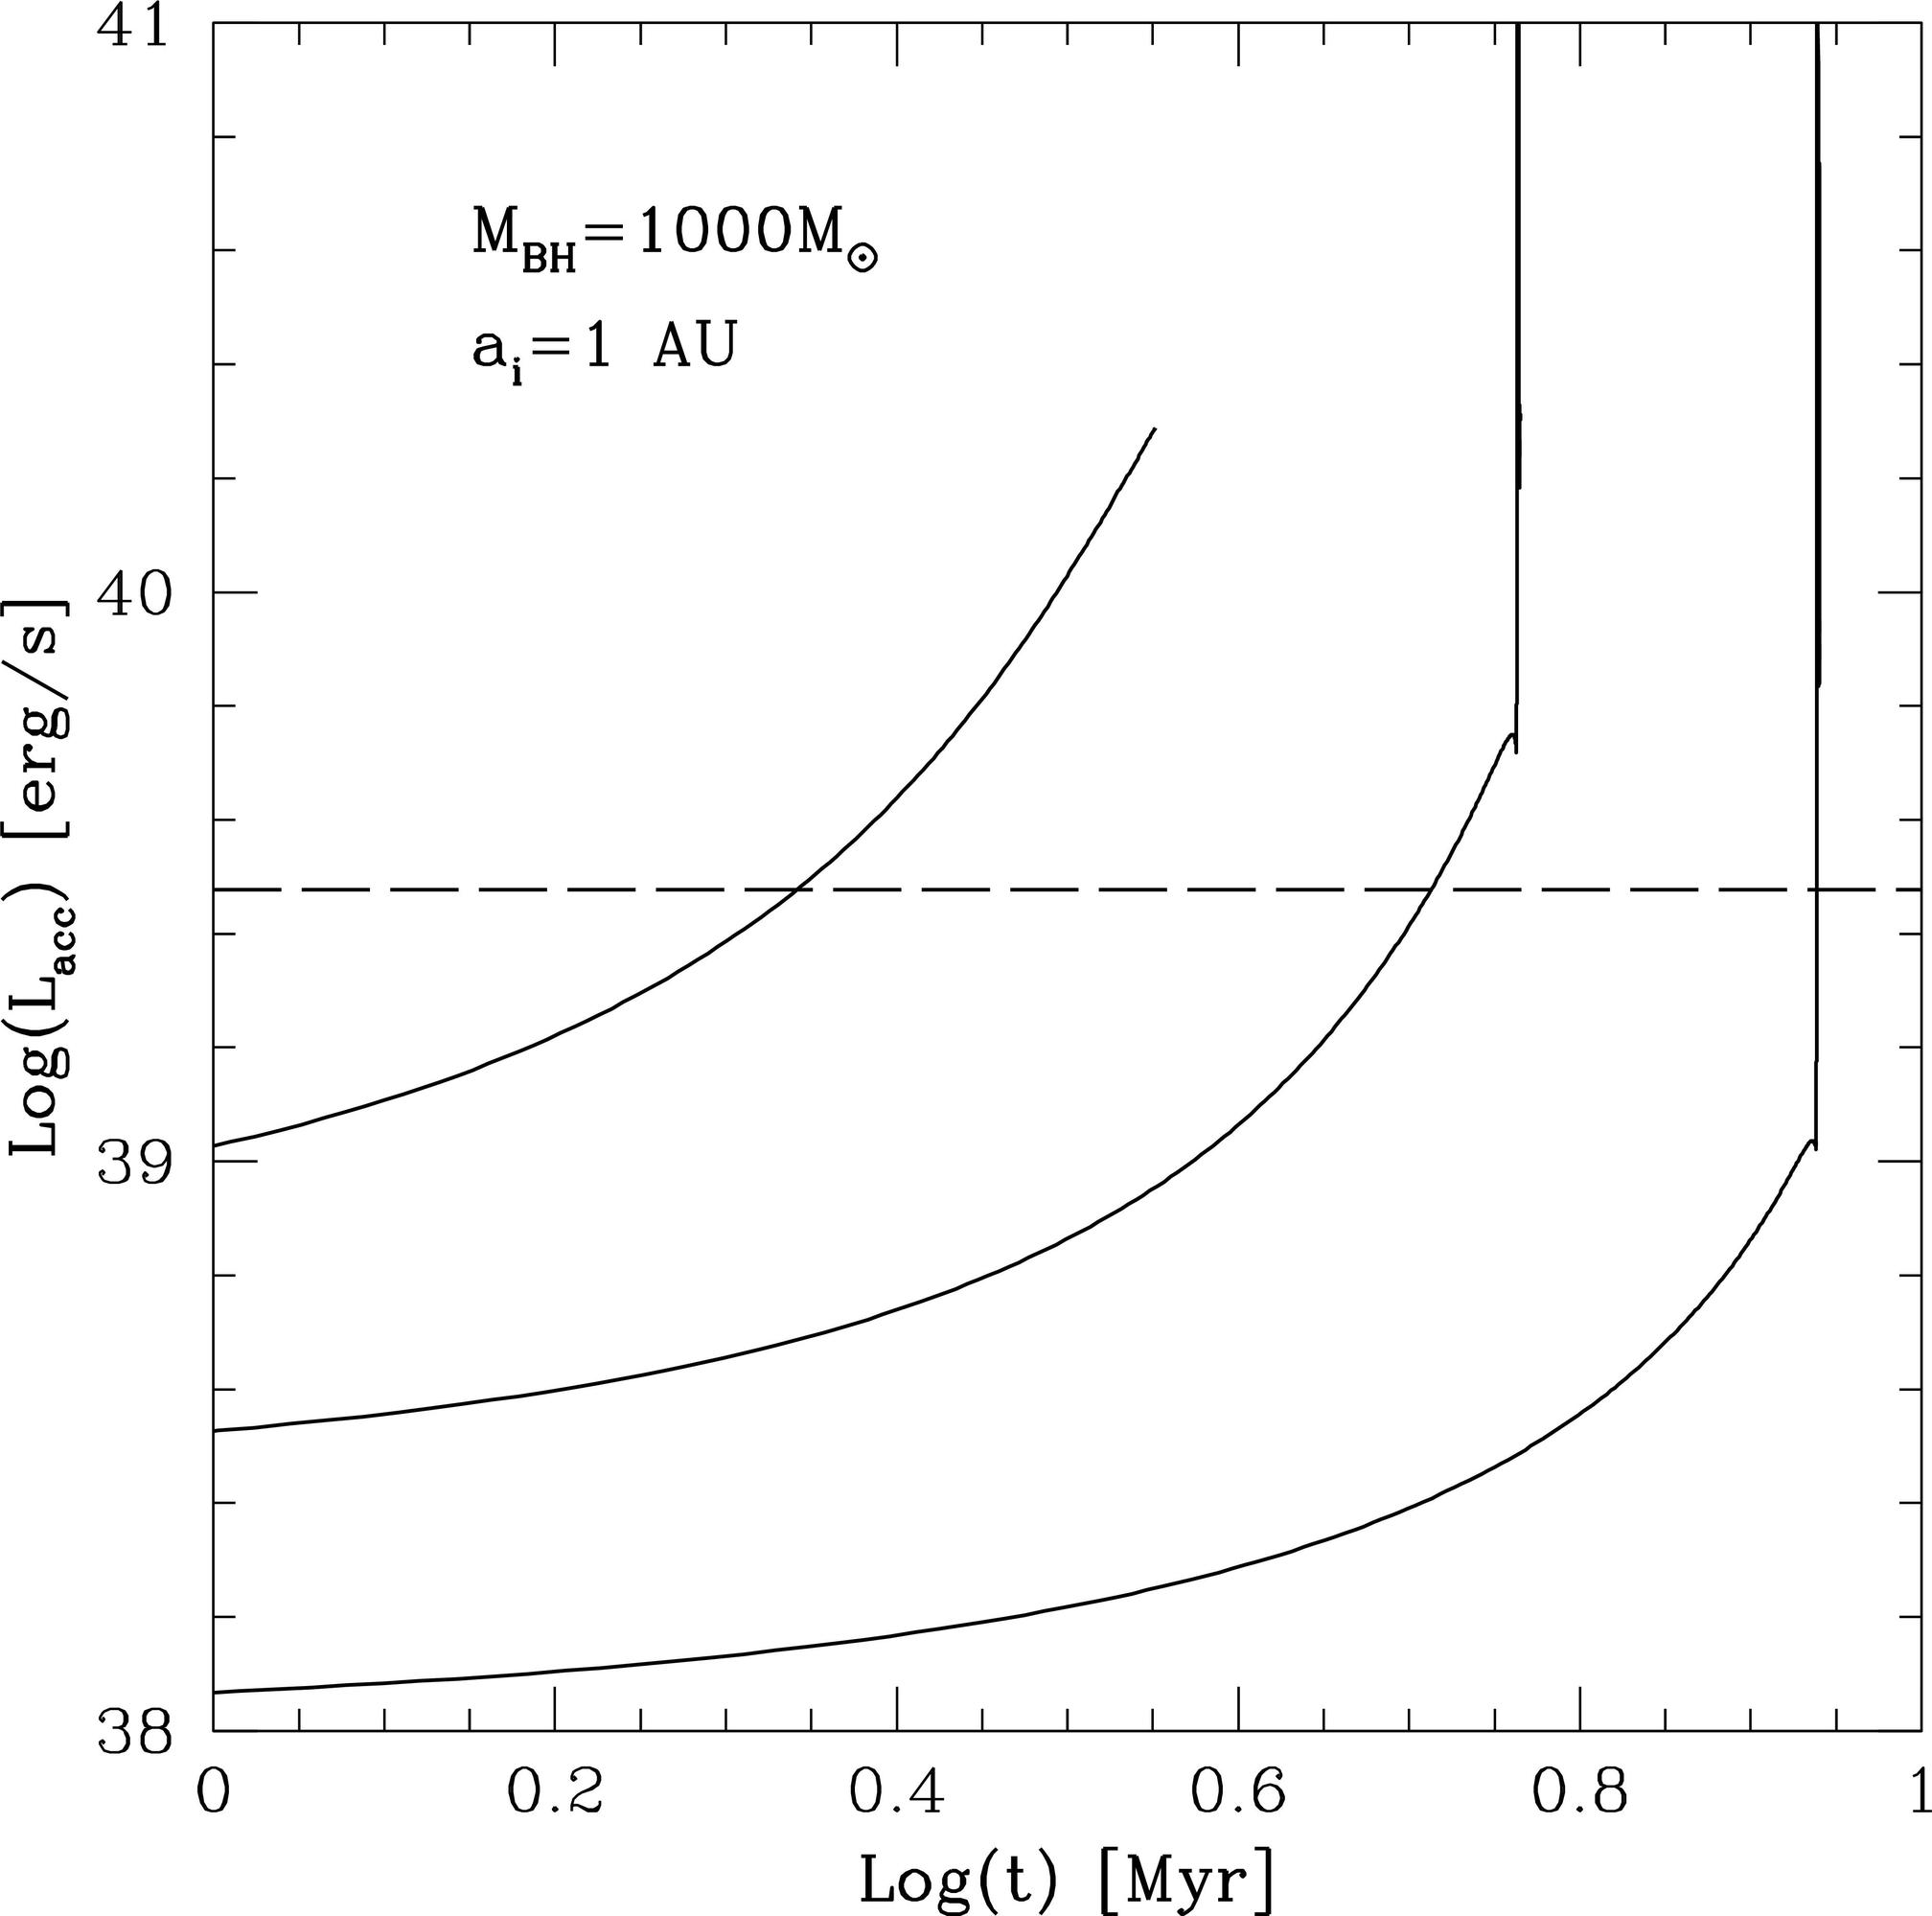 41
M_BH=1000M_⊙
a_i=1 AU
40
Log(L_acc) [erg/s]
39
38
0 0.2 0.4 0.6 0.8 1
Log(t) [Myr]